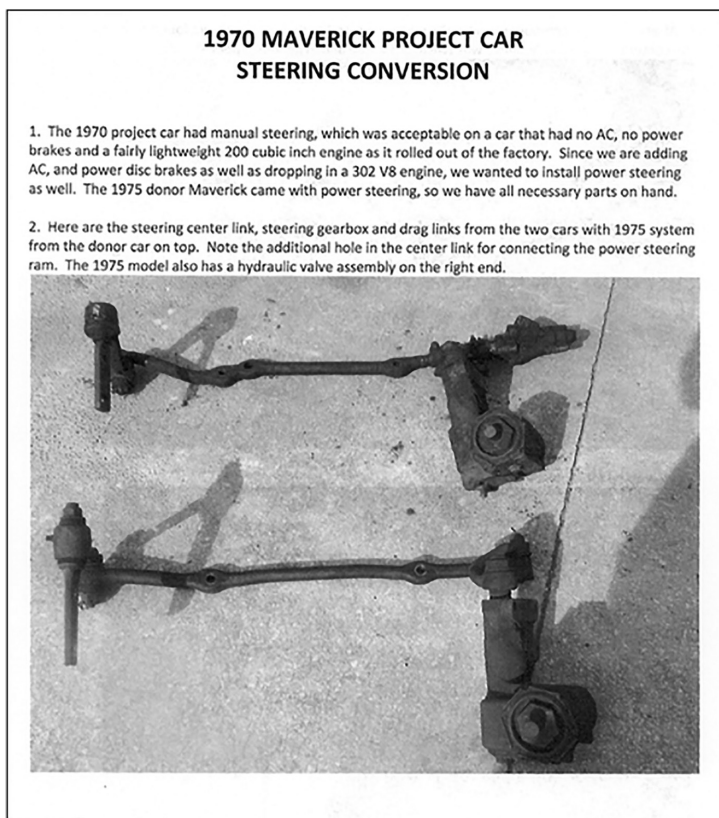 1970 MAVERICK PROJECT CAR
STEERING CONVERSION
1. The 1970 project car had manual steering, which was acceptable on a car that had no AC, no power
brakes and a fairly lightweight 200 cubic inch engine as it rolled out of the factory. Since we are adding
AC, and power disc brakes as well as dropping in a 302 V8 engine, we wanted to install power steering
as well. The 1975 donor Maverick came with power steering, so we have all necessary parts on hand.
2. Here are the steering center link, steering gearbox and drag links from the two cars with 1975 system
from the donor car on top. Note the additional hole in the center link for connecting the power steering
ram. The 1975 model also has a hydraulic valve assembly on the right end.